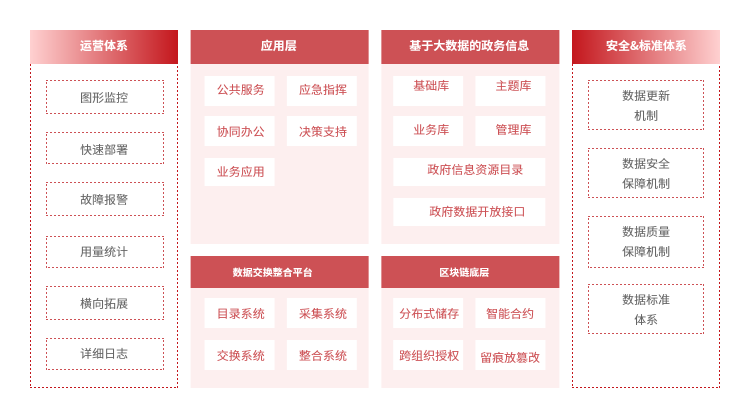 运营体系
图形监控
快速部署
故障报警
用量统计
横向拓展
详细日志
应用层
公共服务 应急指挥
协同办公 决策支持
业务应用
基于大数据的政务信息
基础库 主题库
业务库 管理库
政府信息资源目录
政府数据开放接口
数据交换整合平台
目录系统 采集系统
交换系统 整合系统
区块链底层
分布式储存 智能合约
跨组织授权 留痕放篡改
安全&标准体系
数据更新
机制
数据安全
保障机制
数据质量
保障机制
数据标准
体系